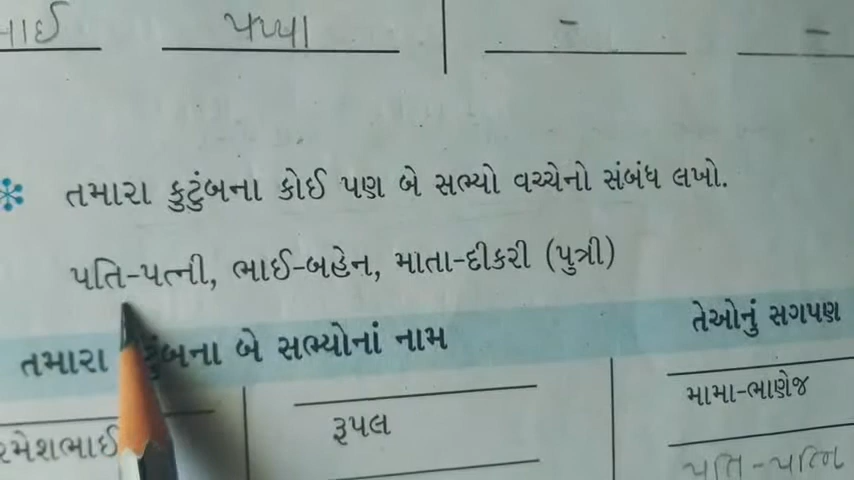 પપ્પા - -
તમારા કુટુંબના કોઈ પણ બે સભ્યો વચ્ચેનો સંબંધ લખો.
પતિ-પત્ની, ભાઈ-બહેન, માતા-દીકરી (પુત્રી)
તમારા કુટુંબના બે સભ્યોનાં નામ તેઓનું સગપણ
રમેશભાઈ રૂપલ મામા-ભાણેજ
પતિ-પત્નિ